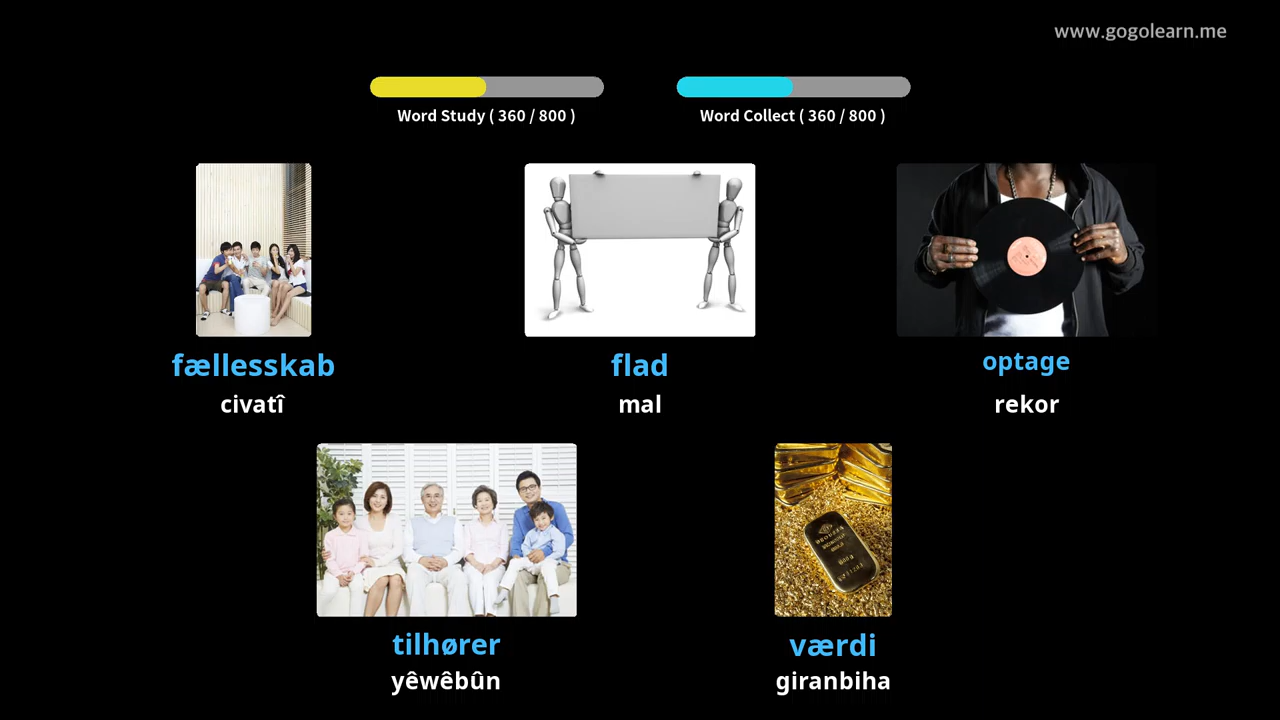 www.gogolearn.me
Word Study ( 360 / 800 )
Word Collect ( 360 / 800 )
fællesskab
civatî
flad
mal
optage
rekor
tilhører
yêwêbûn
værdi
giranbiha